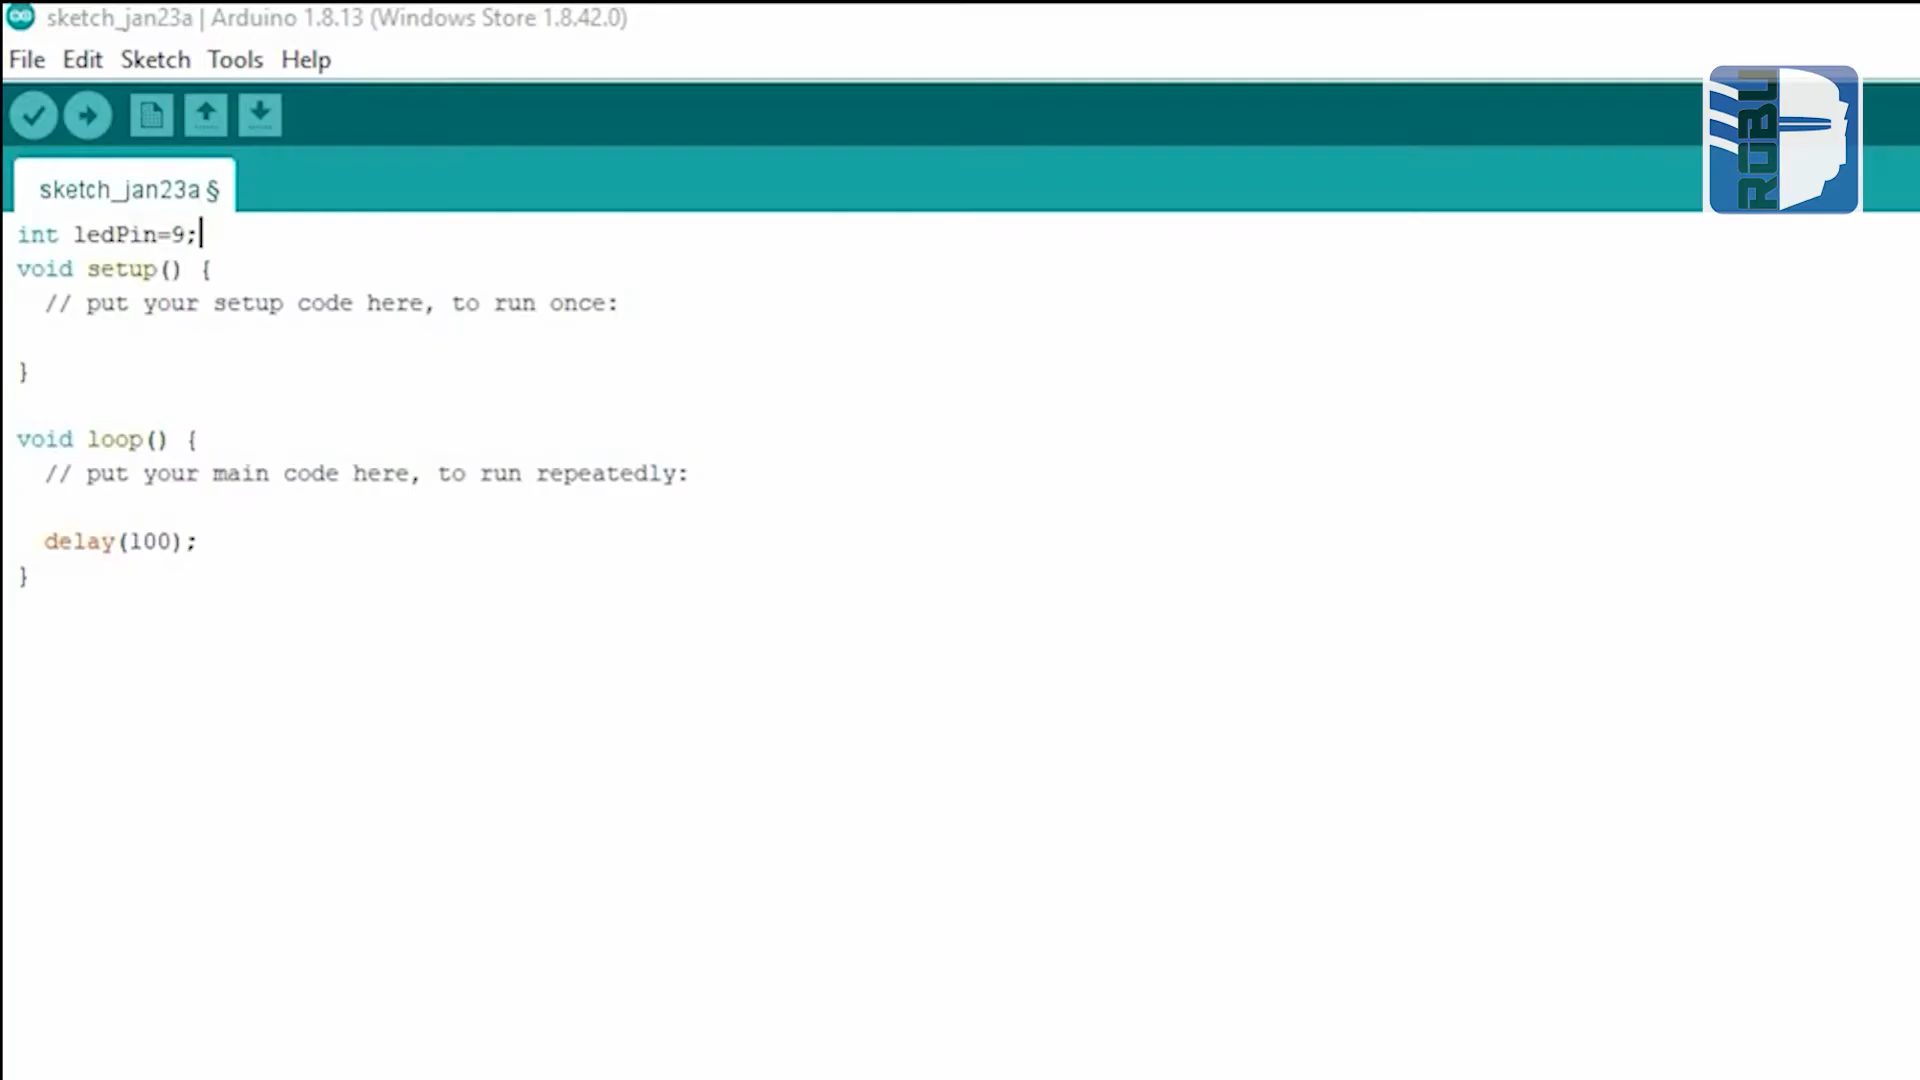 sketch_jan23a | Arduino 1.8.13 (Windows Store 1.8.42.0)
File Edit Sketch Tools Help
ROBU
sketch_jan23a §
int ledPin=9;
void setup() {
  // put your setup code here, to run once:
}
void loop() {
  // put your main code here, to run repeatedly:
  delay(100);
}